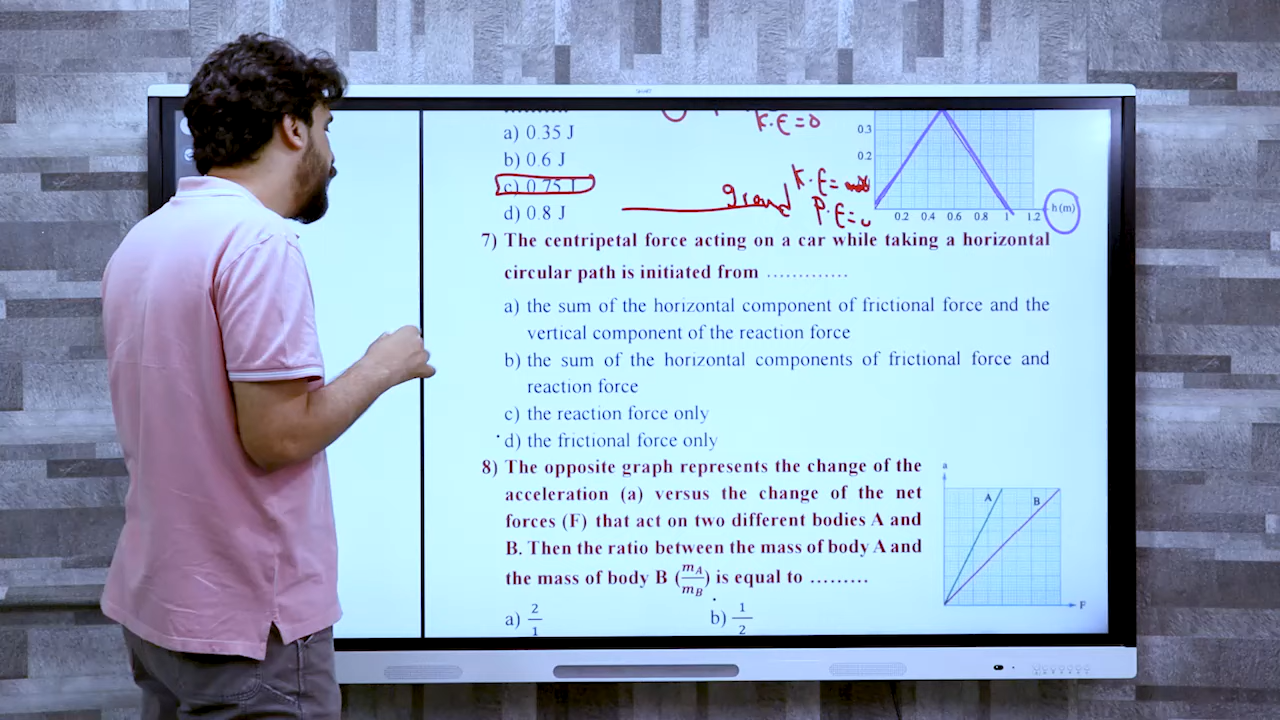 a) 0.35 J
K.E=0
0.3
b) 0.6 J
0.2
c) 0.75 J
K.E=
d) 0.8 J
P.E=0
0.2 0.4 0.6 0.8 1 1.2 h (m)
7) The centripetal force acting on a car while taking a horizontal
circular path is initiated from .............
a) the sum of the horizontal component of frictional force and the
vertical component of the reaction force
b) the sum of the horizontal components of frictional force and
reaction force
c) the reaction force only
d) the frictional force only
8) The opposite graph represents the change of the
acceleration (a) versus the change of the net
forces (F) that act on two different bodies A and
B. Then the ratio between the mass of body A and
the mass of body B (m_A/m_B) is equal to .........
a) 2/1 b) 1/2
a
A B
F